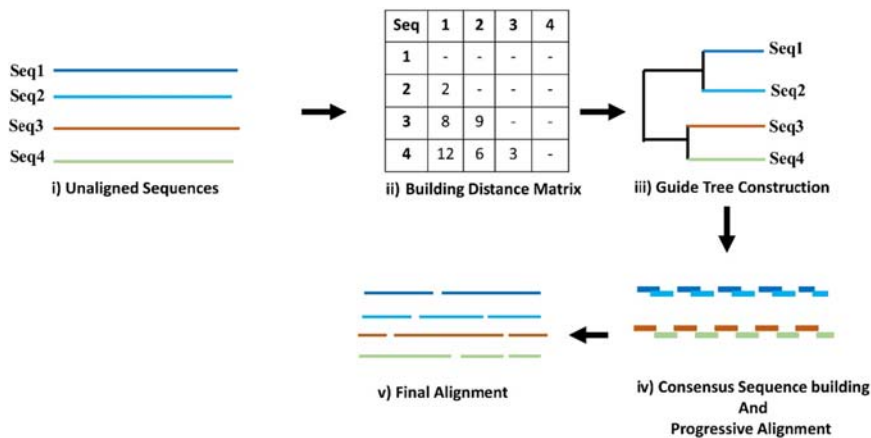 Seq1
Seq2
Seq3
Seq4
i) Unaligned Sequences
Seq 1 2 3 4
1 - - - -
2 2 - - -
3 8 9 - -
4 12 6 3 -
ii) Building Distance Matrix
Seq1
Seq2
Seq3
Seq4
iii) Guide Tree Construction
iv) Consensus Sequence building
And
Progressive Alignment
v) Final Alignment